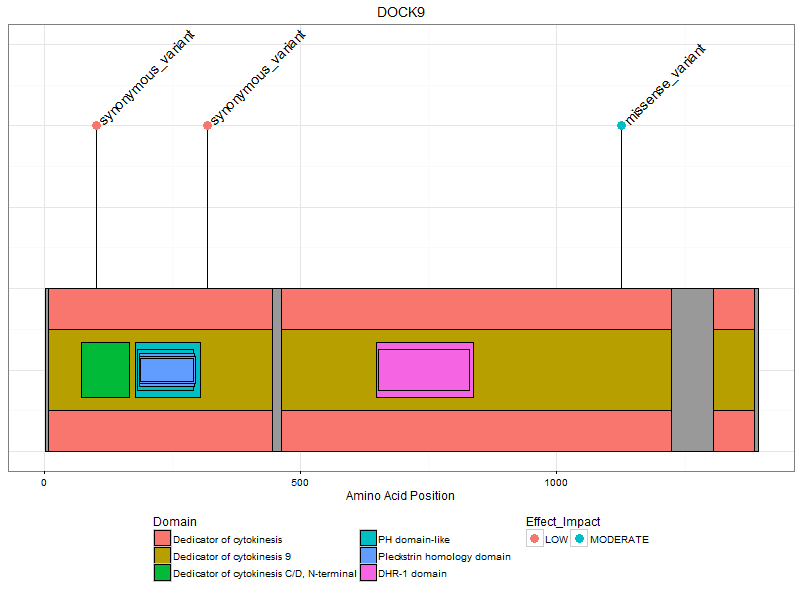 DOCK9
synonymous_variant
synonymous_variant
missense_variant
0
500
1000
Amino Acid Position
Domain
Dedicator of cytokinesis
Dedicator of cytokinesis 9
Dedicator of cytokinesis C/D, N-terminal
PH domain-like
Pleckstrin homology domain
DHR-1 domain
Effect_Impact
LOW
MODERATE